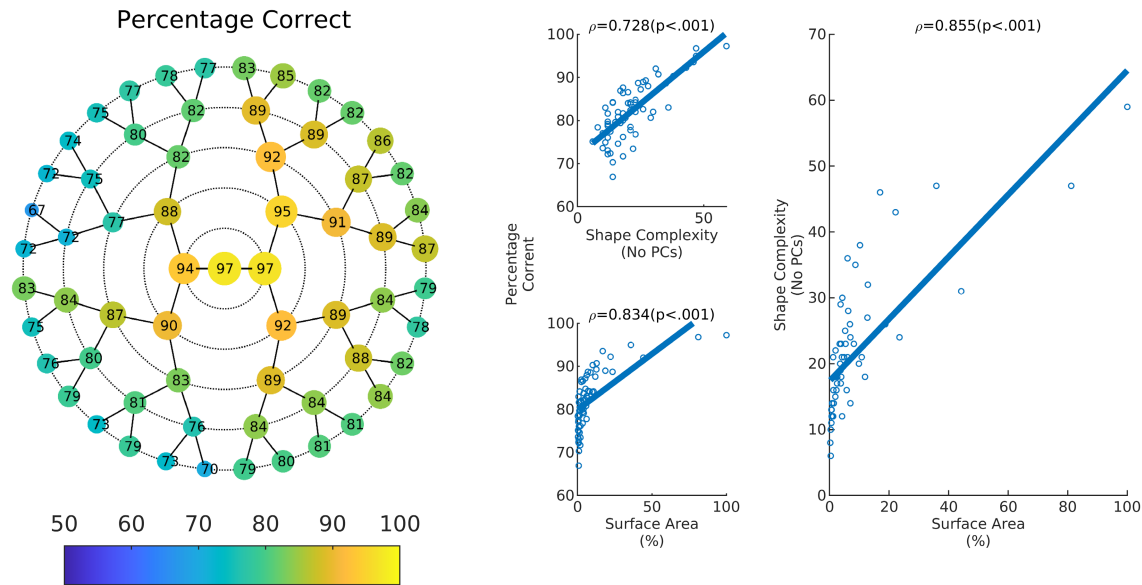 Percentage Correct
77 83
78 85
77 82
75 82 89 82
80 89
74 86
82 92
72 75 87 82
67 88 95 84
77 91
72 89
72 87
94 97 97
83 79
84 84
87 89
75 90 92 78
80 88
76 82
83 89
79 84
81 84
73 76 84 81
79 81
73 80
70 79
50 60 70 80 90 100
ρ=0.728(p<.001)
100
90
80
70
60
50
Shape Complexity
(No PCs)
Percentage
Corrent
ρ=0.834(p<.001)
100
90
80
70
60
0 50 100
Surface Area
(%)
ρ=0.855(p<.001)
70
60
50
40
30
20
10
0
Shape Complexity
(No PCs)
0 20 40 60 80 100
Surface Area
(%)